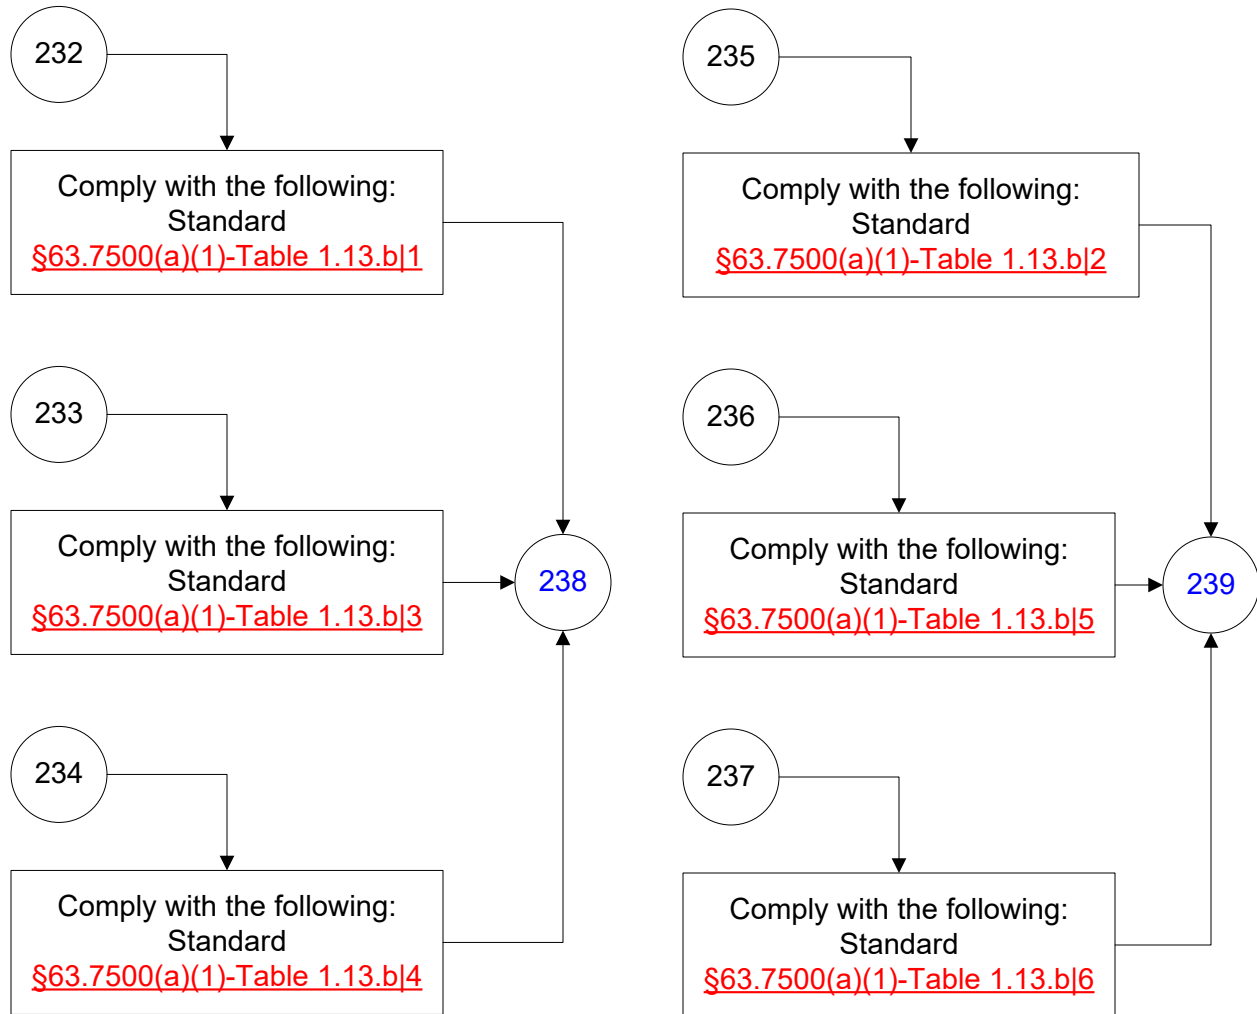 232
Comply with the following:
Standard
§63.7500(a)(1)-Table 1.13.b|1
233
Comply with the following:
Standard
§63.7500(a)(1)-Table 1.13.b|3
238
234
Comply with the following:
Standard
§63.7500(a)(1)-Table 1.13.b|4
235
Comply with the following:
Standard
§63.7500(a)(1)-Table 1.13.b|2
236
Comply with the following:
Standard
§63.7500(a)(1)-Table 1.13.b|5
239
237
Comply with the following:
Standard
§63.7500(a)(1)-Table 1.13.b|6